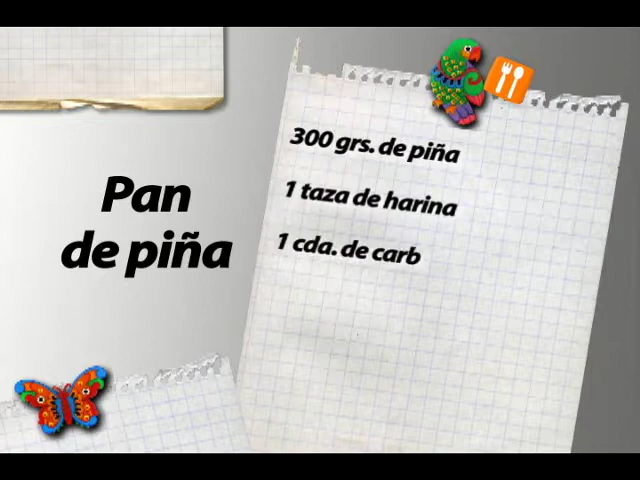 Pan
de piña
300 grs. de piña
1 taza de harina
1 cda. de carb